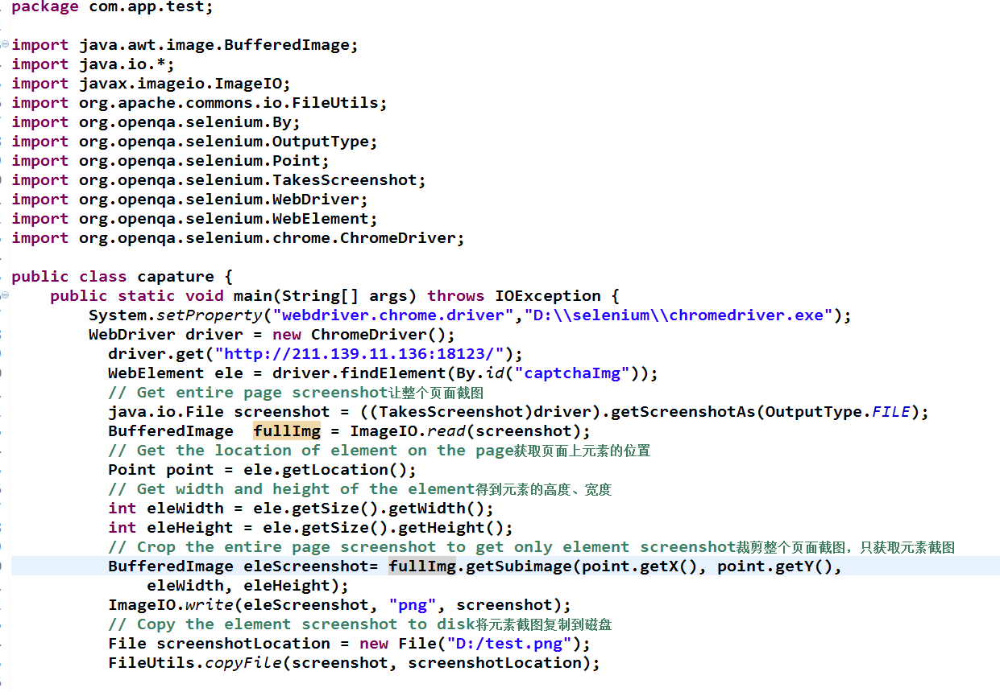 package com.app.test;
import java.awt.image.BufferedImage;
import java.io.*;
import javax.imageio.ImageIO;
import org.apache.commons.io.FileUtils;
import org.openqa.selenium.By;
import org.openqa.selenium.OutputType;
import org.openqa.selenium.Point;
import org.openqa.selenium.TakesScreenshot;
import org.openqa.selenium.WebDriver;
import org.openqa.selenium.WebElement;
import org.openqa.selenium.chrome.ChromeDriver;
public class capature {
public static void main(String[] args) throws IOException {
System.setProperty("webdriver.chrome.driver","D:\\selenium\\chromedriver.exe");
WebDriver driver = new ChromeDriver();
driver.get("http://211.139.11.136:18123/");
WebElement ele = driver.findElement(By.id("captchaImg"));
// Get entire page screenshot让整个页面截图
java.io.File screenshot = ((TakesScreenshot)driver).getScreenshotAs(OutputType.FILE);
BufferedImage  fullImg = ImageIO.read(screenshot);
// Get the location of element on the page获取页面上元素的位置
Point point = ele.getLocation();
// Get width and height of the element得到元素的高度、宽度
int eleWidth = ele.getSize().getWidth();
int eleHeight = ele.getSize().getHeight();
// Crop the entire page screenshot to get only element screenshot裁剪整个页面截图，只获取元素截图
BufferedImage eleScreenshot= fullImg.getSubimage(point.getX(), point.getY(),
eleWidth, eleHeight);
ImageIO.write(eleScreenshot, "png", screenshot);
// Copy the element screenshot to disk将元素截图复制到磁盘
File screenshotLocation = new File("D:/test.png");
FileUtils.copyFile(screenshot, screenshotLocation);